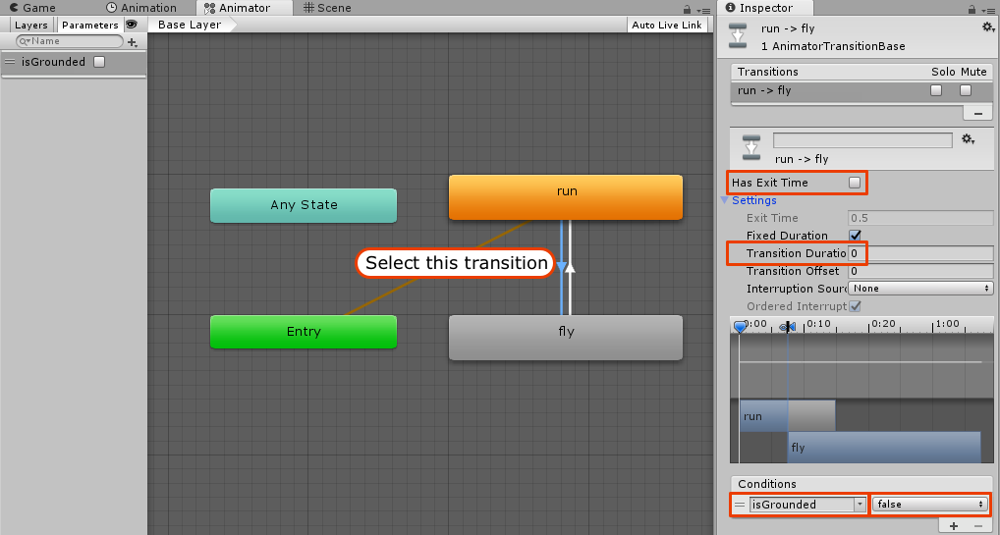 Game
Animation
Animator
Scene
Layers
Parameters
Name
isGrounded
Base Layer
Auto Live Link
Any State
run
Select this transition
Entry
fly
Inspector
run -> fly
1 AnimatorTransitionBase
Transitions Solo Mute
run -> fly
run -> fly
Has Exit Time
Settings
Exit Time 0.5
Fixed Duration
Transition Duratio 0
Transition Offset 0
Interruption Sour None
Ordered Interrupt
0:00 0:10 0:20 1:00
run
fly
Conditions
isGrounded false